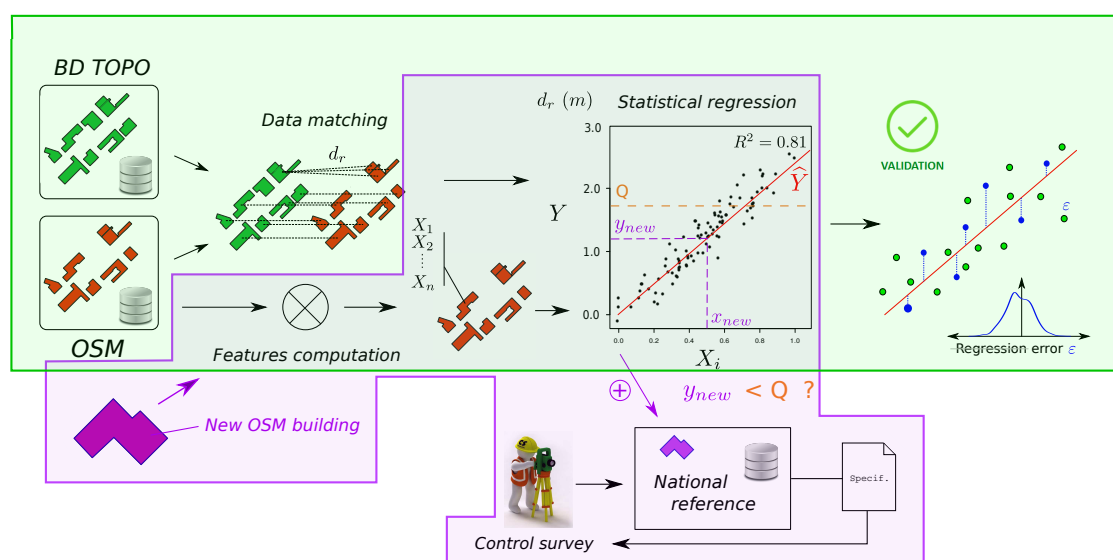 BD TOPO
Data matching
d_r
OSM
Features computation
X_1
X_2
⋮
X_n
d_r (m)
Statistical regression
3.0
2.0
1.0
0.0
Y
R² = 0.81
Ŷ
Q
y_new
x_new
0.0 0.2 0.4 0.6 0.8 1.0
X_i
VALIDATION
ε
Regression error ε
New OSM building
⊕
y_new < Q ?
National
reference
Specif.
Control survey